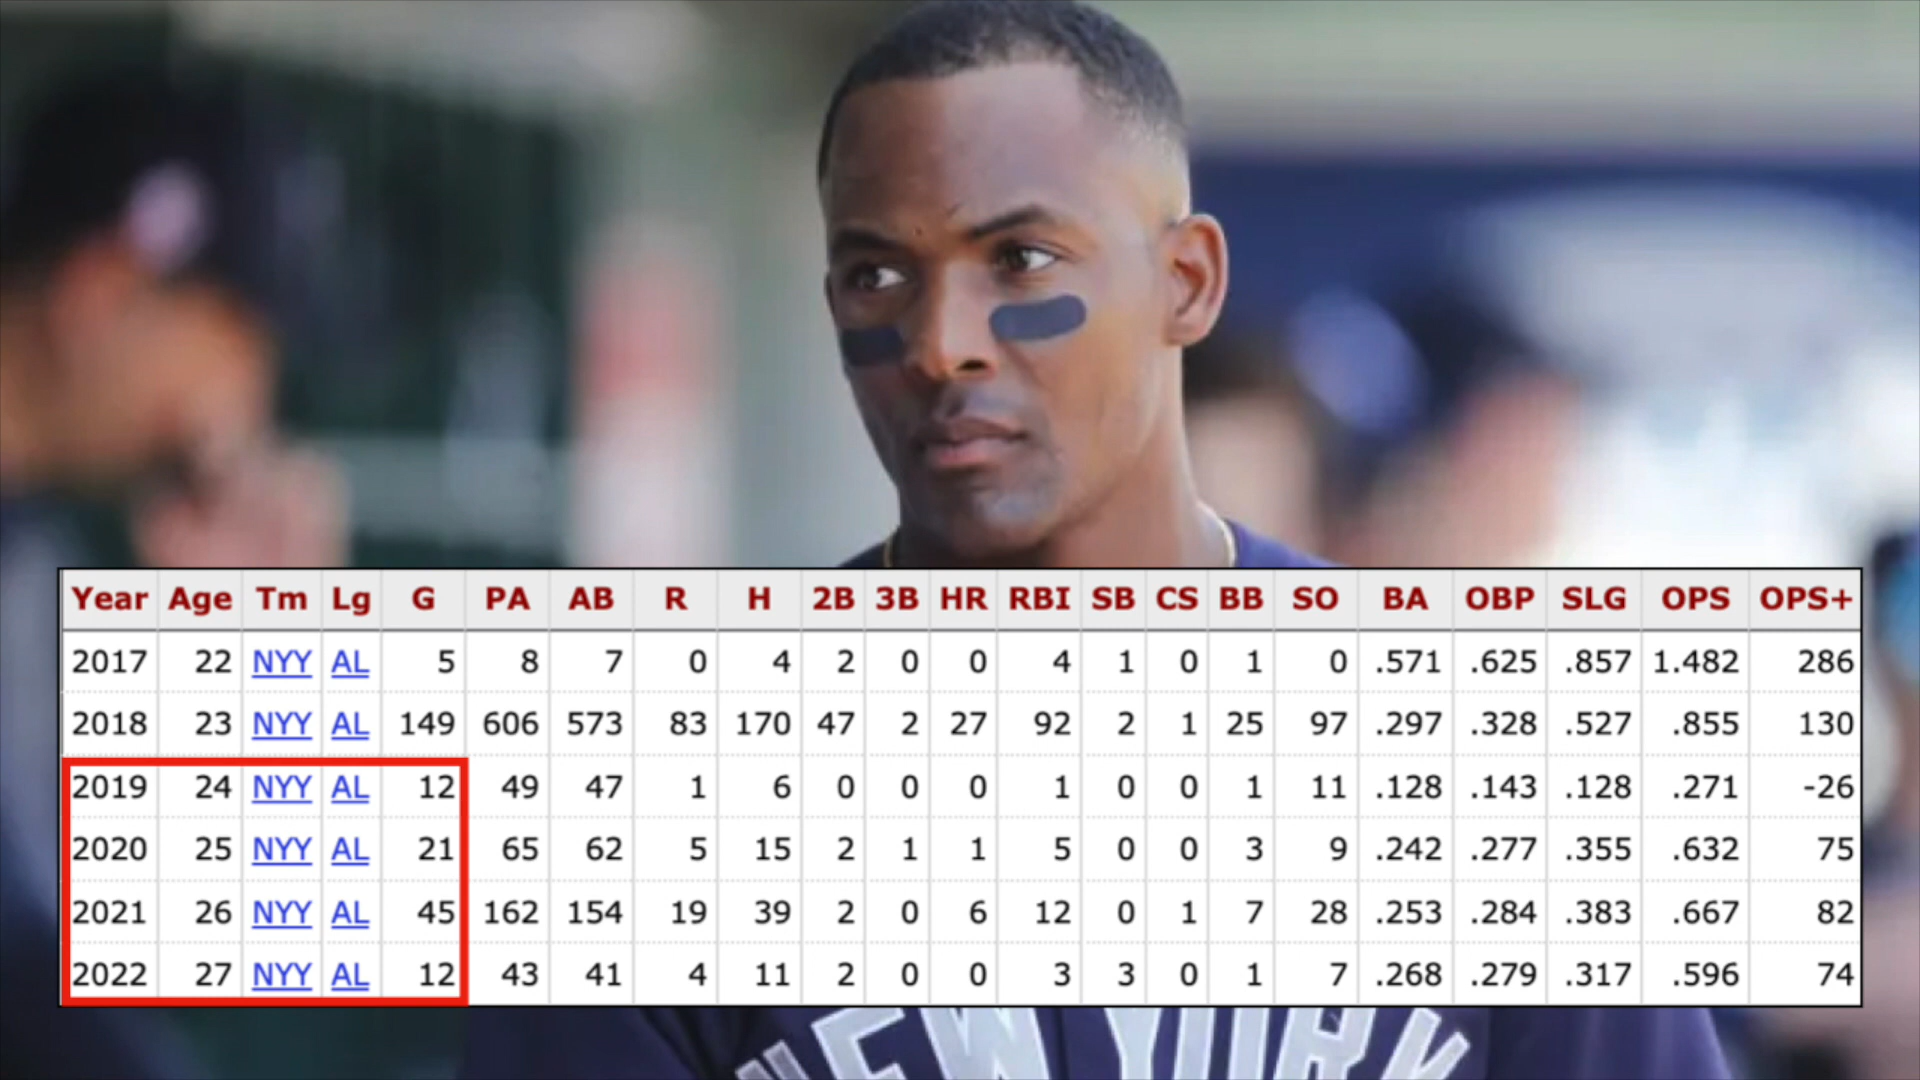 Year Age Tm Lg G PA AB R H 2B 3B HR RBI SB CS BB SO BA OBP SLG OPS OPS+
2017 22 NYY AL 5 8 7 0 4 2 0 0 4 1 0 1 0 .571 .625 .857 1.482 286
2018 23 NYY AL 149 606 573 83 170 47 2 27 92 2 1 25 97 .297 .328 .527 .855 130
2019 24 NYY AL 12 49 47 1 6 0 0 0 1 0 0 1 11 .128 .143 .128 .271 -26
2020 25 NYY AL 21 65 62 5 15 2 1 1 5 0 0 3 9 .242 .277 .355 .632 75
2021 26 NYY AL 45 162 154 19 39 2 0 6 12 0 1 7 28 .253 .284 .383 .667 82
2022 27 NYY AL 12 43 41 4 11 2 0 0 3 3 0 1 7 .268 .279 .317 .596 74
NEW YORK